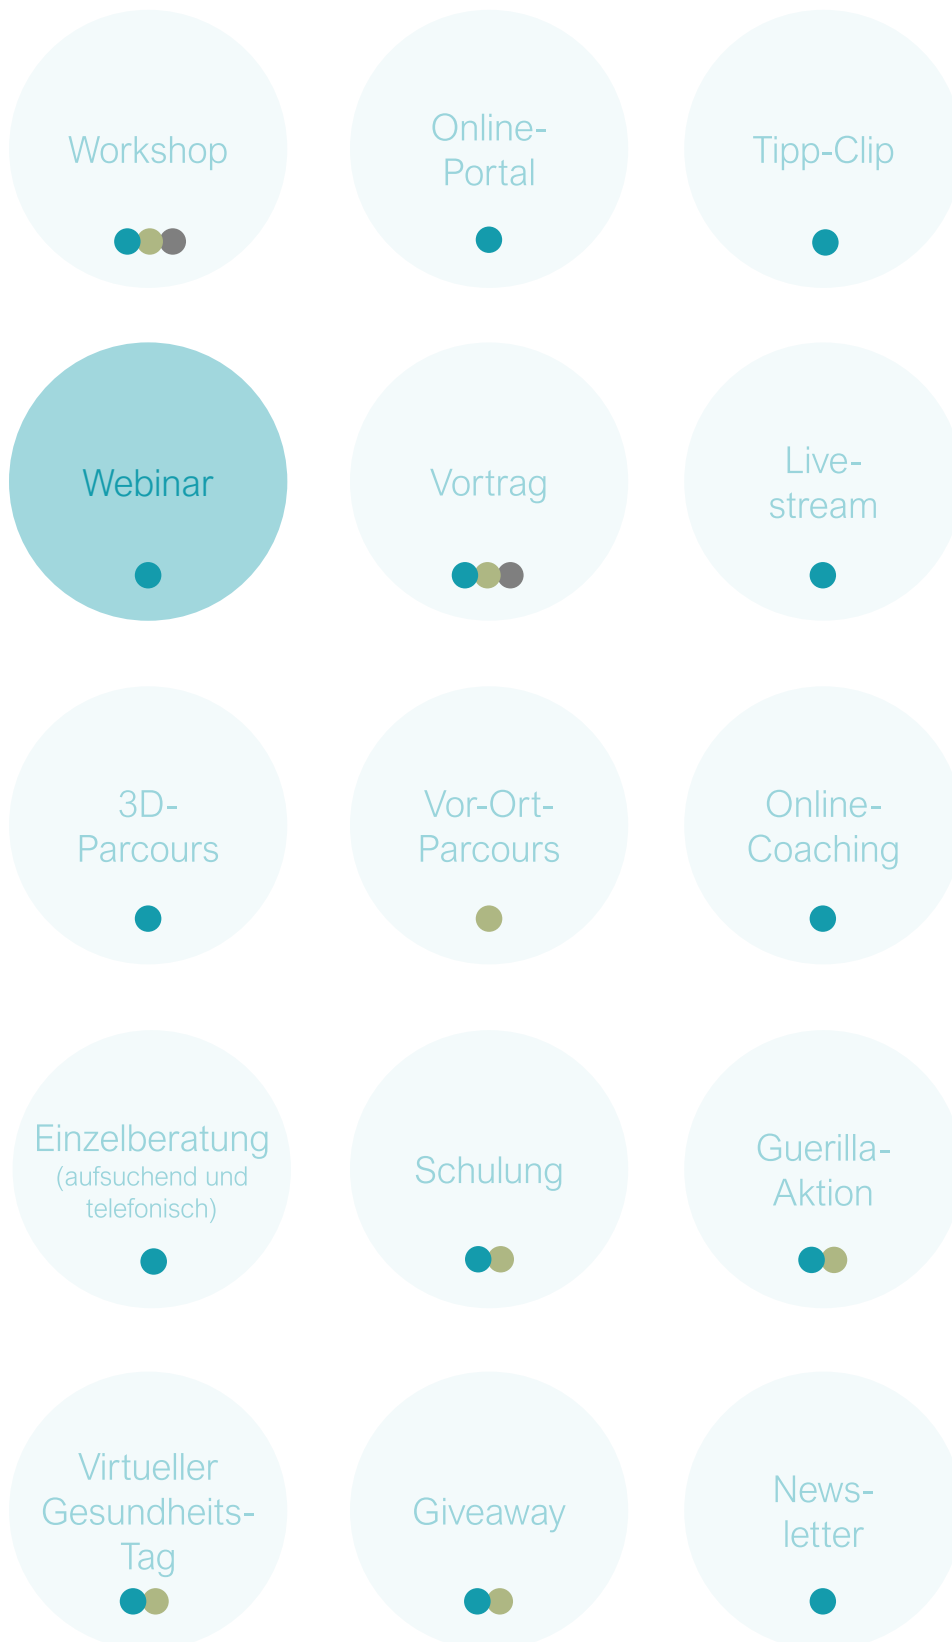 Workshop
Online-
Portal
Tipp-Clip
Webinar
Vortrag
Live-
stream
3D-
Parcours
Vor-Ort-
Parcours
Online-
Coaching
Einzelberatung
(aufsuchend und
telefonisch)
Schulung
Guerilla-
Aktion
Virtueller
Gesundheits-
Tag
Giveaway
News-
letter